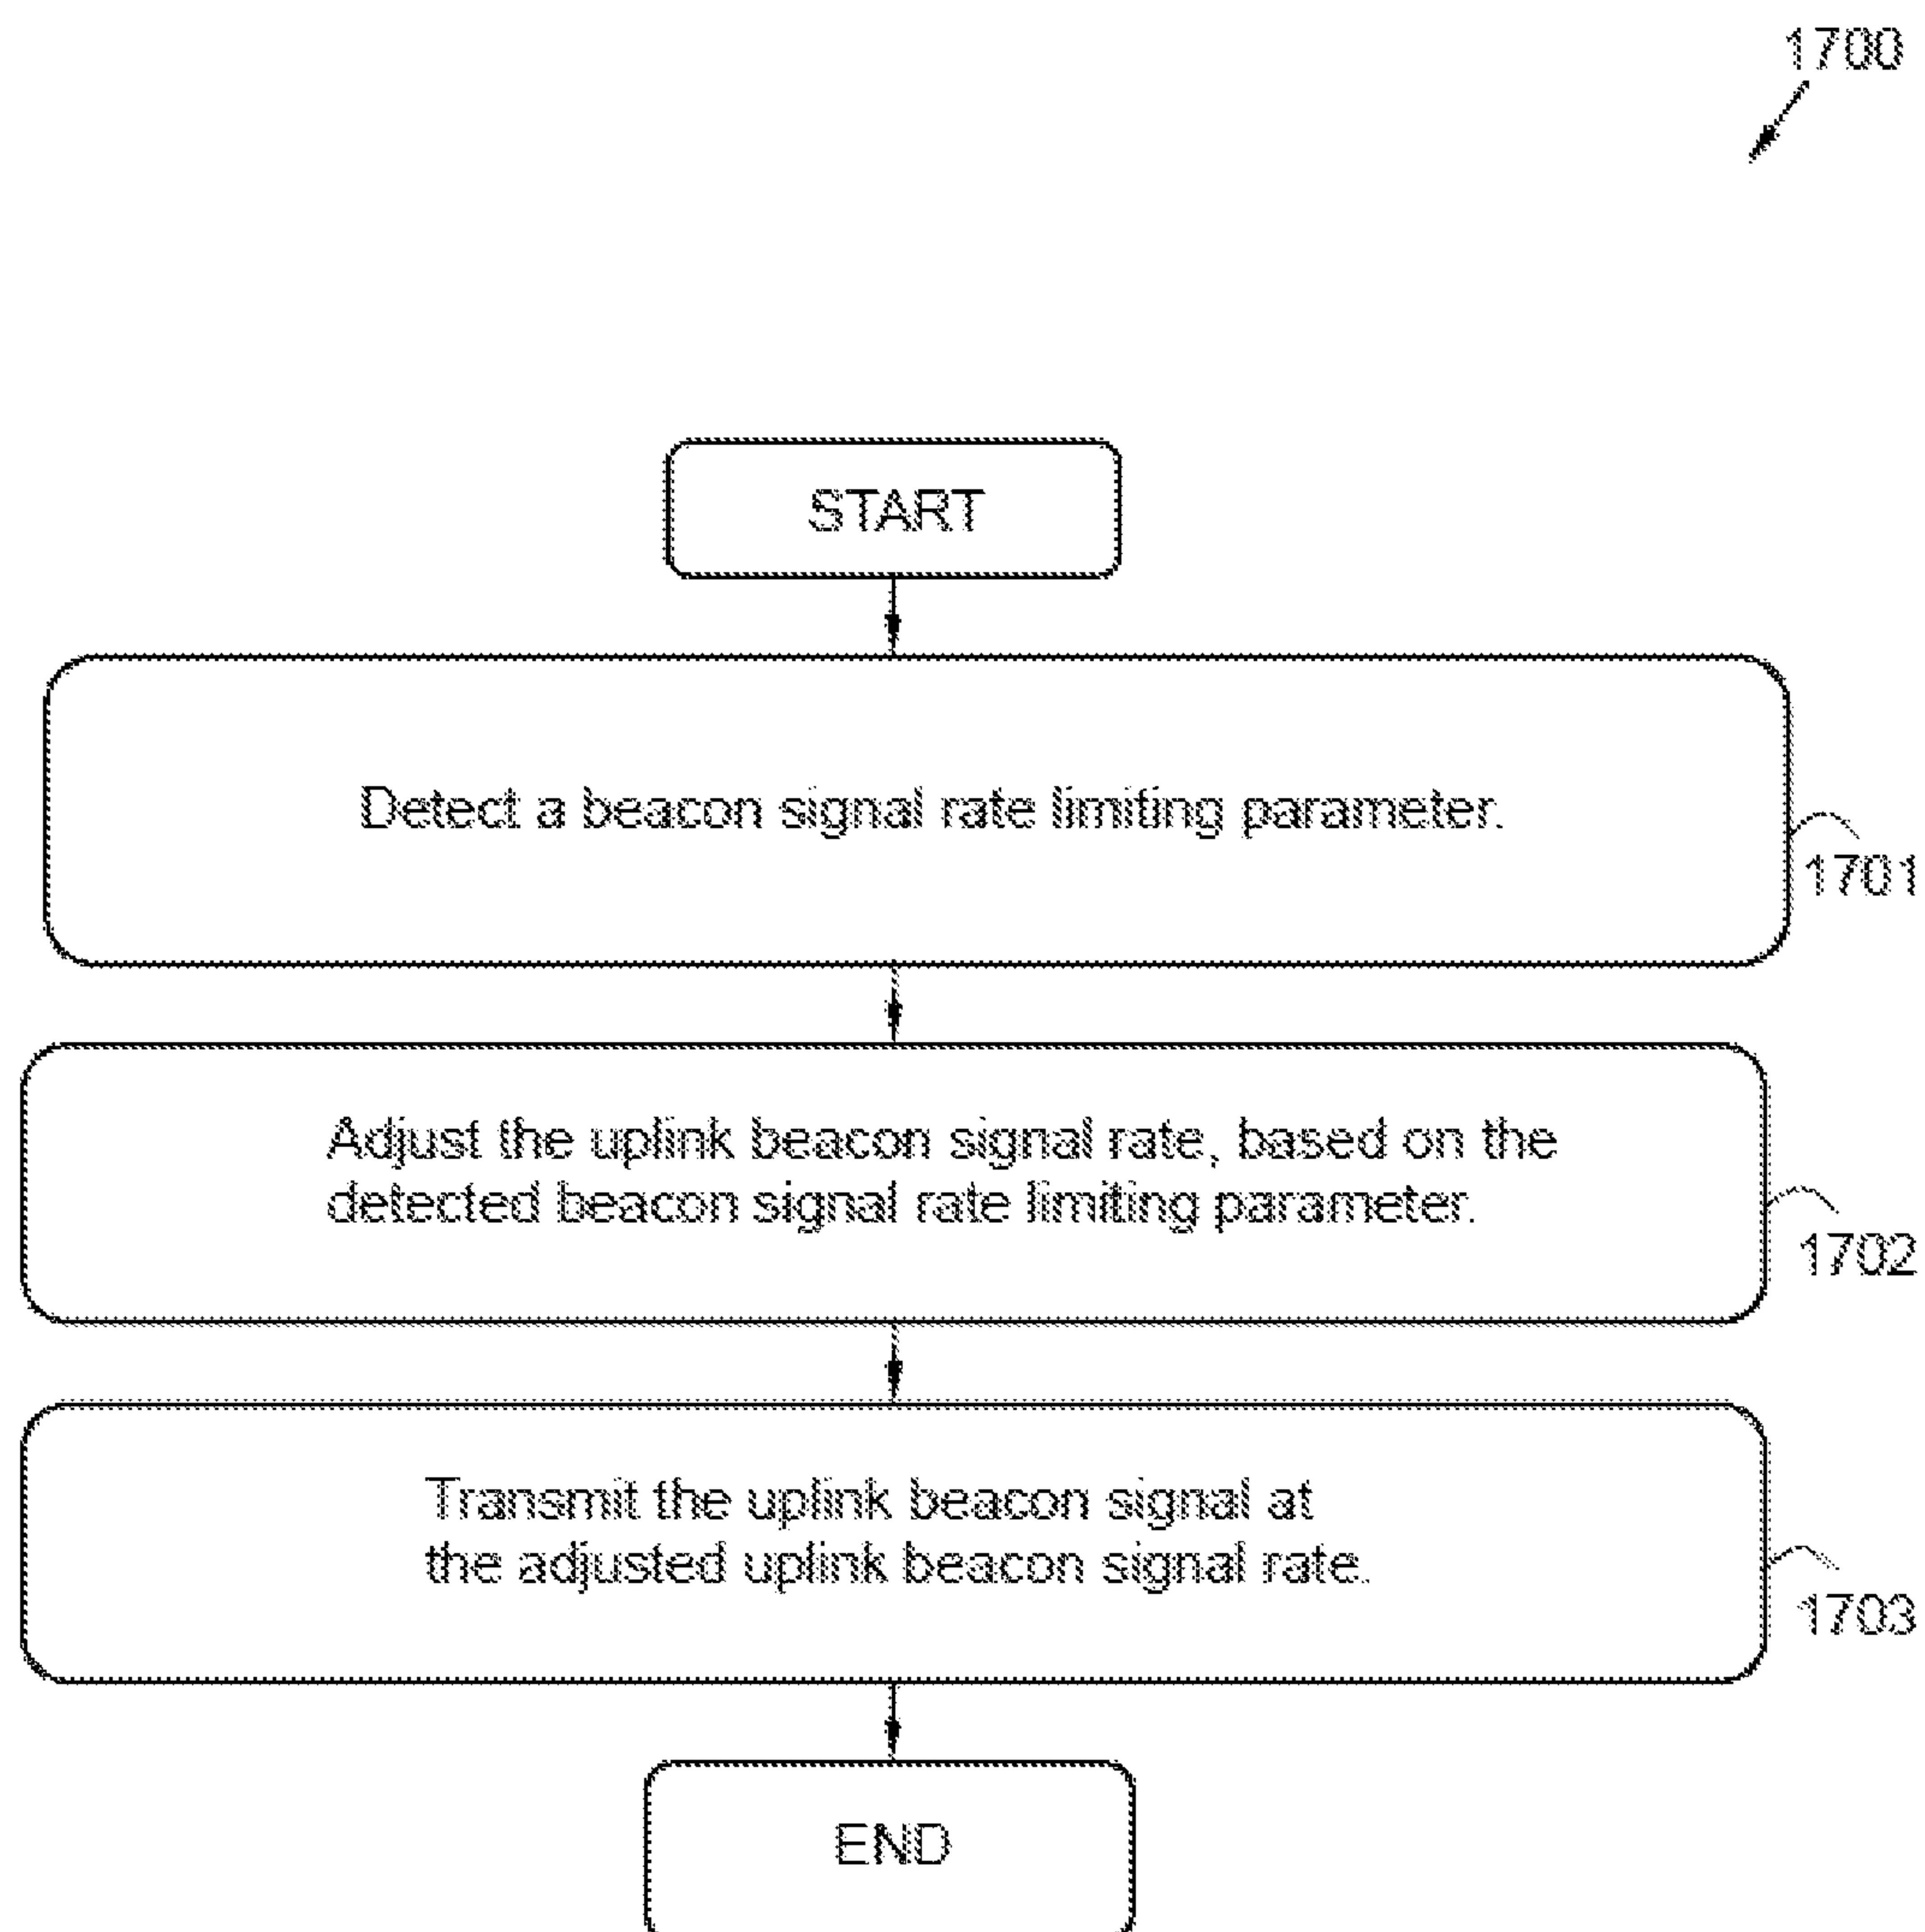 1700
START
Detect a beacon signal rate limiting parameter.
1701
Adjust the uplink beacon signal rate, based on the
detected beacon signal rate limiting parameter.
1702
Transmit the uplink beacon signal at
the adjusted uplink beacon signal rate.
1703
END